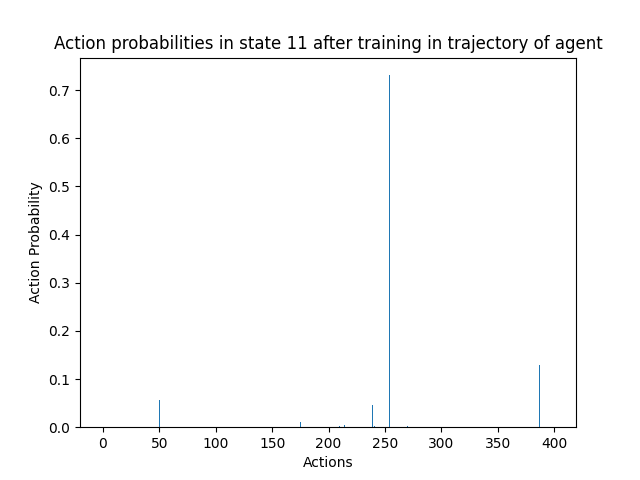 Action probabilities in state 11 after training in trajectory of agent
0.7
0.6
0.5
0.4
0.3
0.2
0.1
0.0
Action Probability
0 50 100 150 200 250 300 350 400
Actions